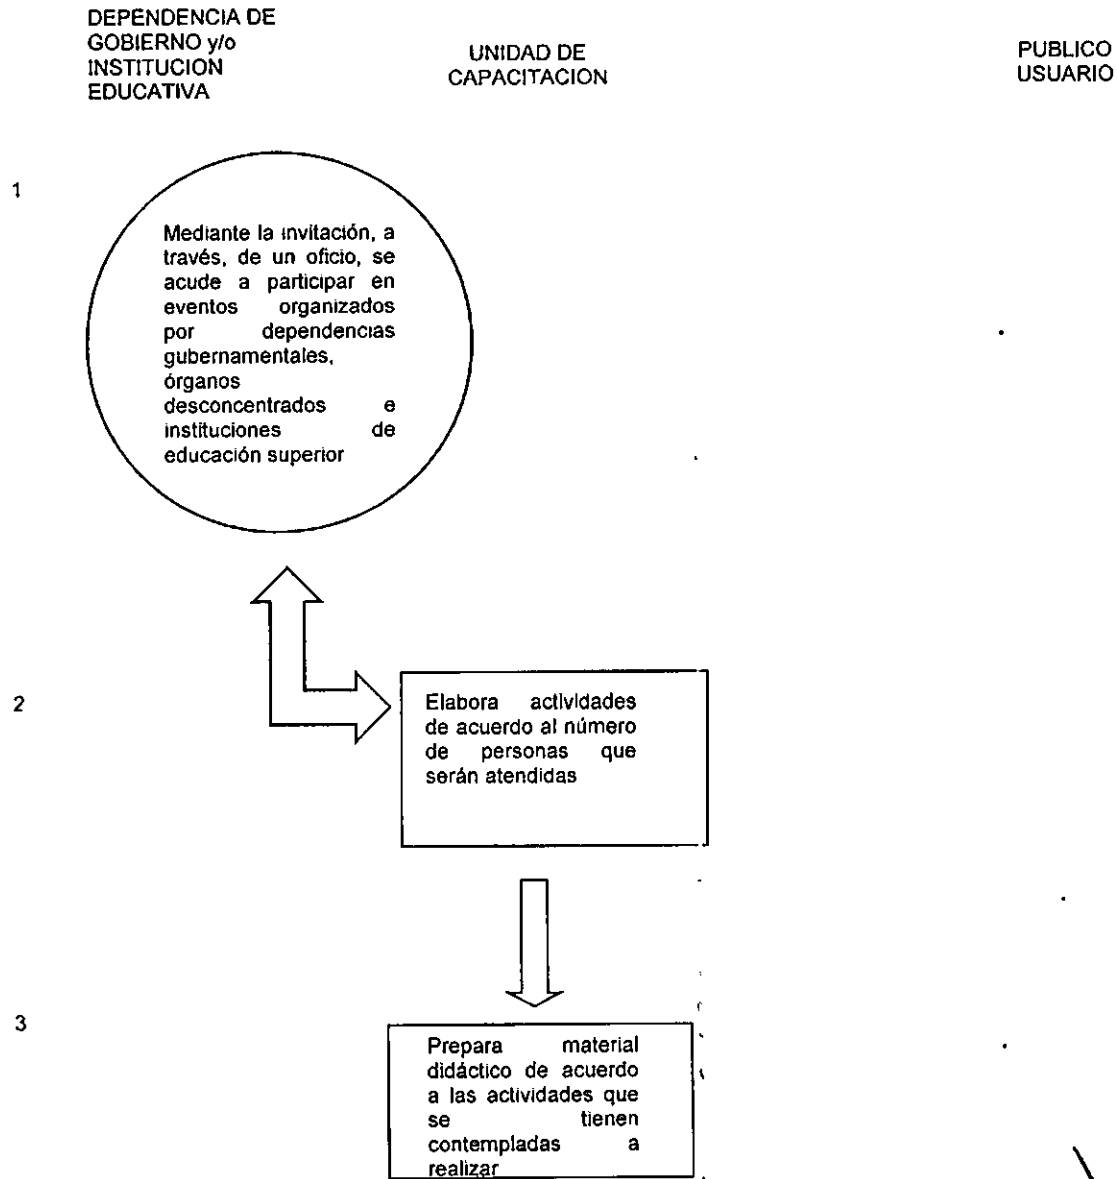 DEPENDENCIA DE
GOBIERNO y/o
INSTITUCION
EDUCATIVA
UNIDAD DE
CAPACITACION
PUBLICO
USUARIO
1
Mediante la invitación, a
través, de un oficio, se
acude a participar en
eventos organizados
por dependencias
gubernamentales,
órganos
desconcentrados e
instituciones de
educación superior
2
Elabora actividades
de acuerdo al número
de personas que
serán atendidas
3
Prepara material
didáctico de acuerdo
a las actividades que
se tienen
contempladas a
realizar